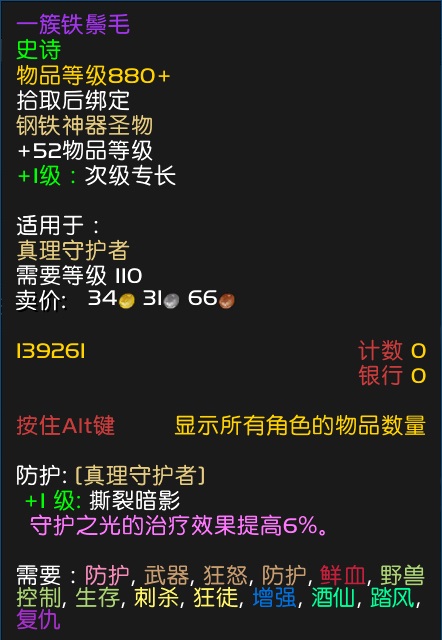 一簇铁鬃毛
史诗
物品等级880+
拾取后绑定
钢铁神器圣物
+52物品等级
+1级：次级专长
适用于：
真理守护者
需要等级 110
卖价: 34 31 66
139261 计数 0
银行 0
按住Alt键 显示所有角色的物品数量
防护: [真理守护者]
+1 级: 撕裂暗影
守护之光的治疗效果提高6%。
需要：防护, 武器, 狂怒, 防护, 鲜血, 野兽
控制, 生存, 刺杀, 狂徒, 增强, 酒仙, 踏风,
复仇